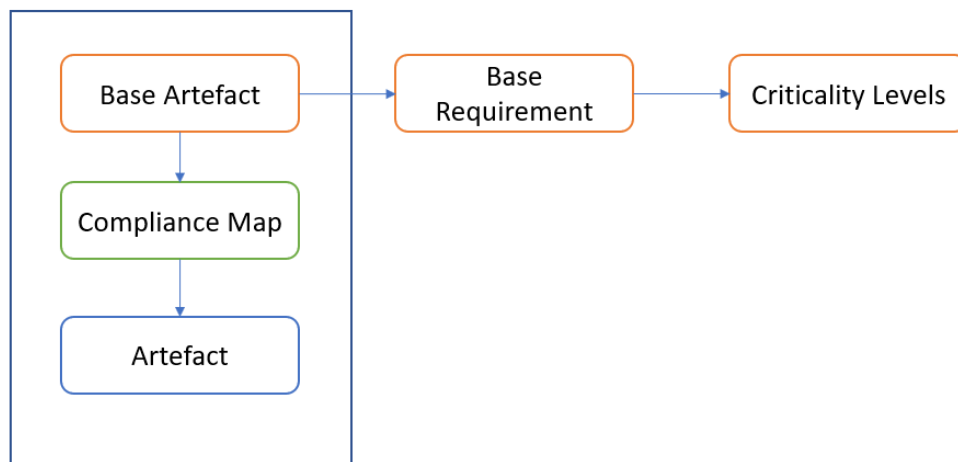 Base Artefact
Base
Requirement
Criticality Levels
Compliance Map
Artefact